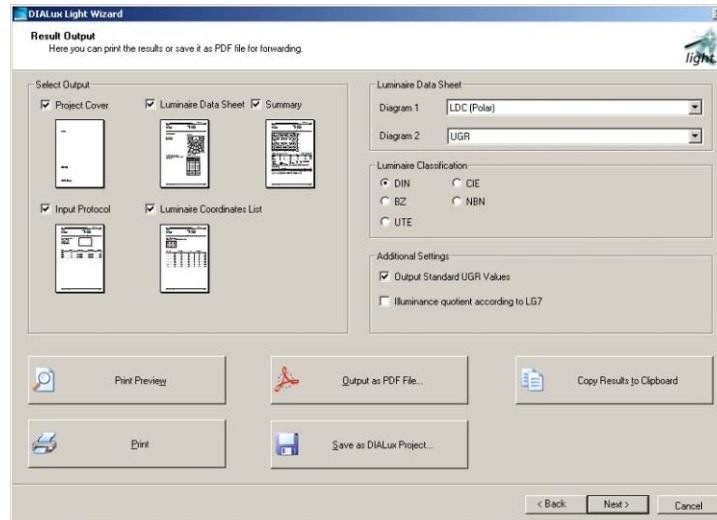 DIALux Light Wizard
Result Output
Here you can print the results or save it as PDF file for forwarding.
light
Select Output
Project Cover
Luminaire Data Sheet
Summary
Input Protocol
Luminaire Coordinates List
Luminaire Data Sheet
Diagram 1
LDC (Polar)
Diagram 2
UGR
Luminaire Classification
DIN
CIE
BZ
NBN
UTE
Additional Settings
Output Standard UGR Values
Illuminance quotient according to LG7
Print Preview
Output as PDF File...
Copy Results to Clipboard
Print
Save as DIALux Project...
< Back
Next >
Cancel